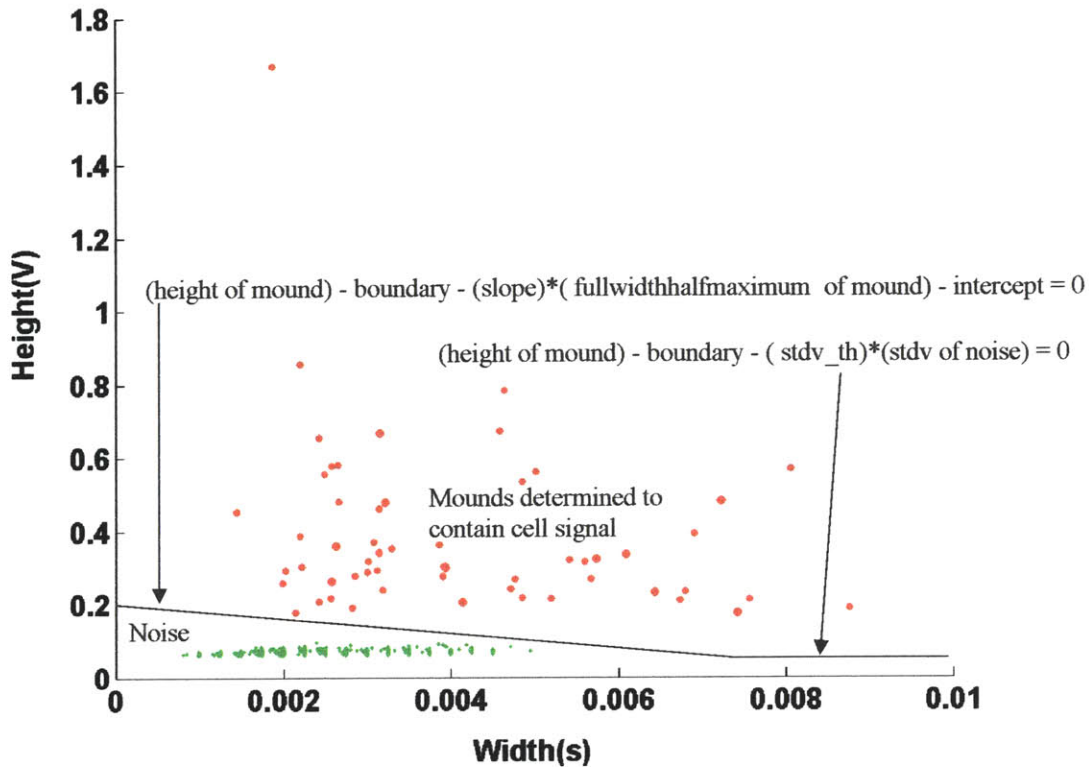 1.8
1.6
1.4
1.2
1
0.8
0.6
0.4
0.2
0
Height(V)
(height of mound) - boundary - (slope)*( fullwidthhalfmaximum of mound) - intercept = 0
(height of mound) - boundary - ( stdv_th)*(stdv of noise) = 0
Mounds determined to
contain cell signal
Noise
0 0.002 0.004 0.006 0.008 0.01
Width(s)